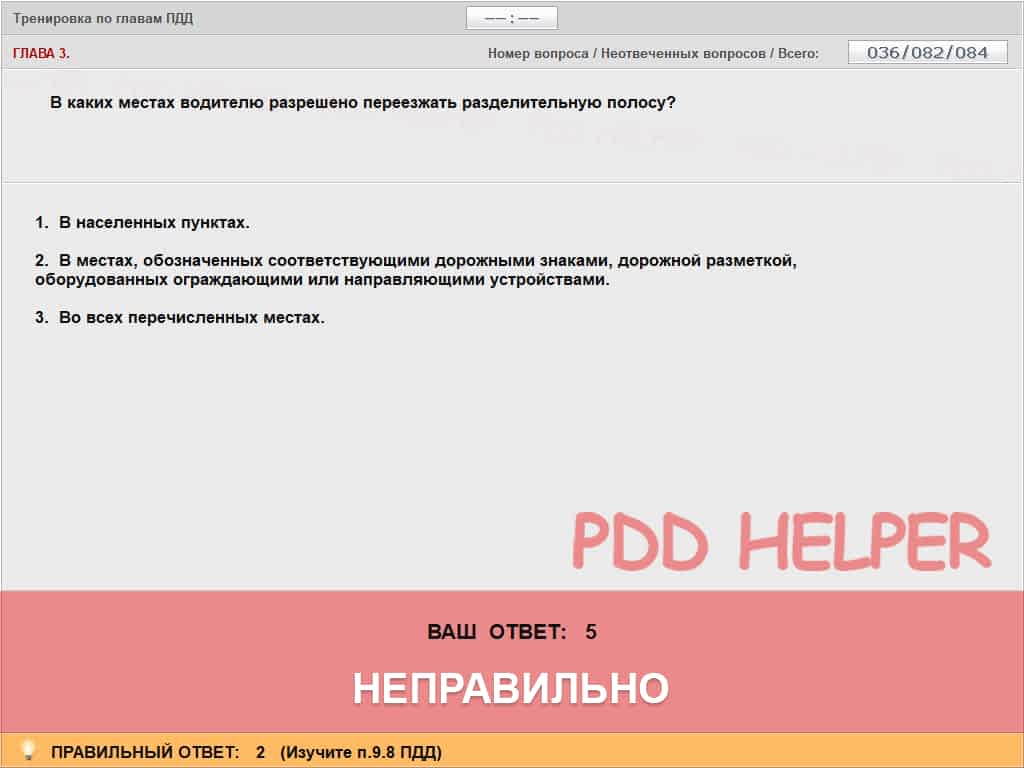 Тренировка по главам ПДД
—— : ——
ГЛАВА 3.
Номер вопроса / Неотвеченных вопросов / Всего:
036/082/084
В каких местах водителю разрешено переезжать разделительную полосу?
1. В населенных пунктах.
2. В местах, обозначенных соответствующими дорожными знаками, дорожной разметкой,
оборудованных ограждающими или направляющими устройствами.
3. Во всех перечисленных местах.
PDD HELPER
ВАШ ОТВЕТ: 5
НЕПРАВИЛЬНО
ПРАВИЛЬНЫЙ ОТВЕТ: 2 (Изучите п.9.8 ПДД)